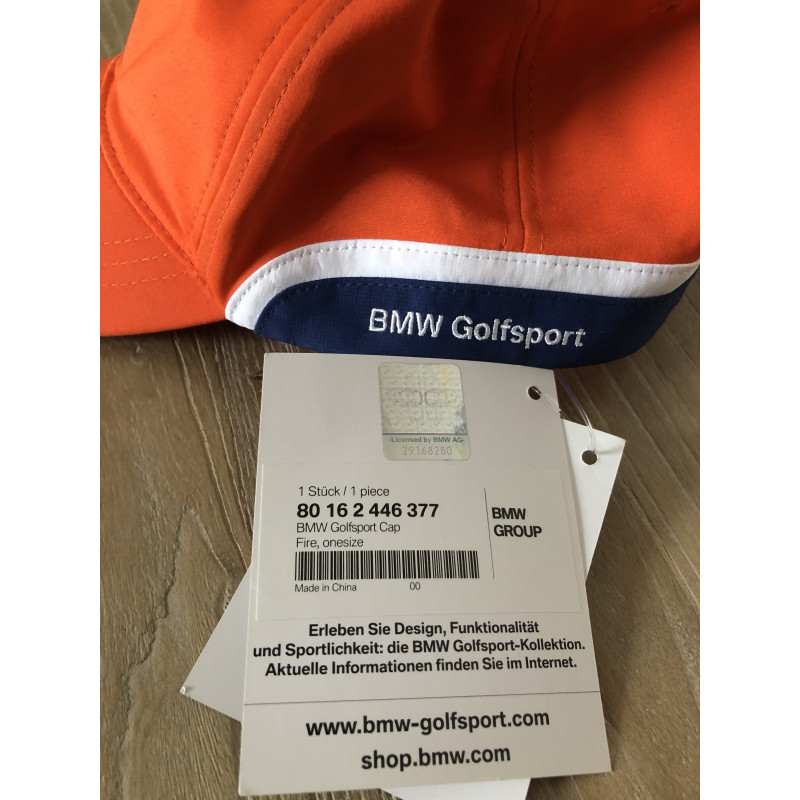 BMW Golfsport
-Licensed by BMW AG-
29168280
1 Stück / 1 piece
80 16 2 446 377
BMW Golfsport Cap
Fire, onesize
Made in China 00
BMW
GROUP
Erleben Sie Design, Funktionalität
und Sportlichkeit: die BMW Golfsport-Kollektion.
Aktuelle Informationen finden Sie im Internet.
www.bmw-golfsport.com
shop.bmw.com